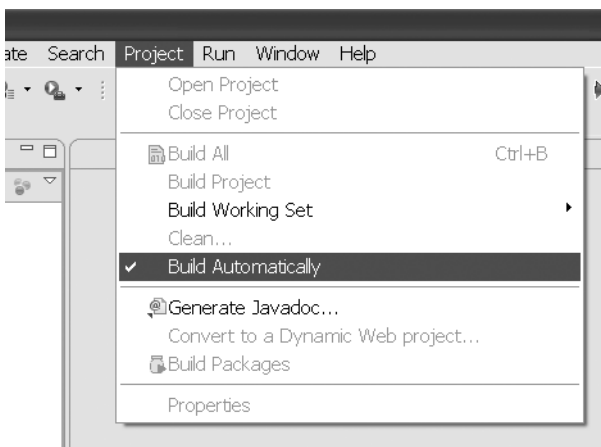 ate Search Project Run Window Help
Open Project
Close Project
Build All Ctrl+B
Build Project
Build Working Set
Clean...
Build Automatically
Generate Javadoc...
Convert to a Dynamic Web project...
Build Packages
Properties